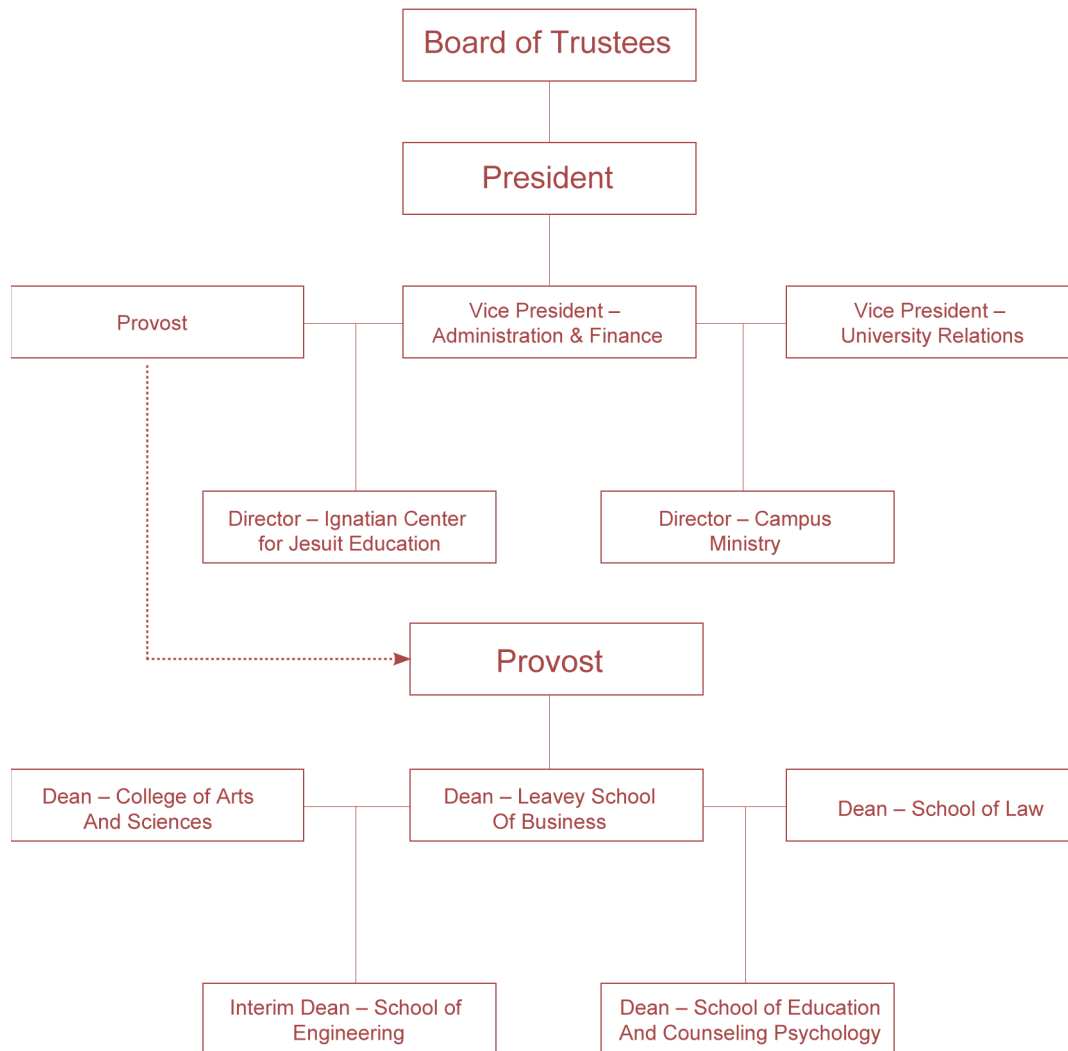 Board of Trustees
President
Provost
Vice President –
Administration & Finance
Vice President –
University Relations
Director – Ignatian Center
for Jesuit Education
Director – Campus
Ministry
Provost
Dean – College of Arts
And Sciences
Dean – Leavey School
Of Business
Dean – School of Law
Interim Dean – School of
Engineering
Dean – School of Education
And Counseling Psychology